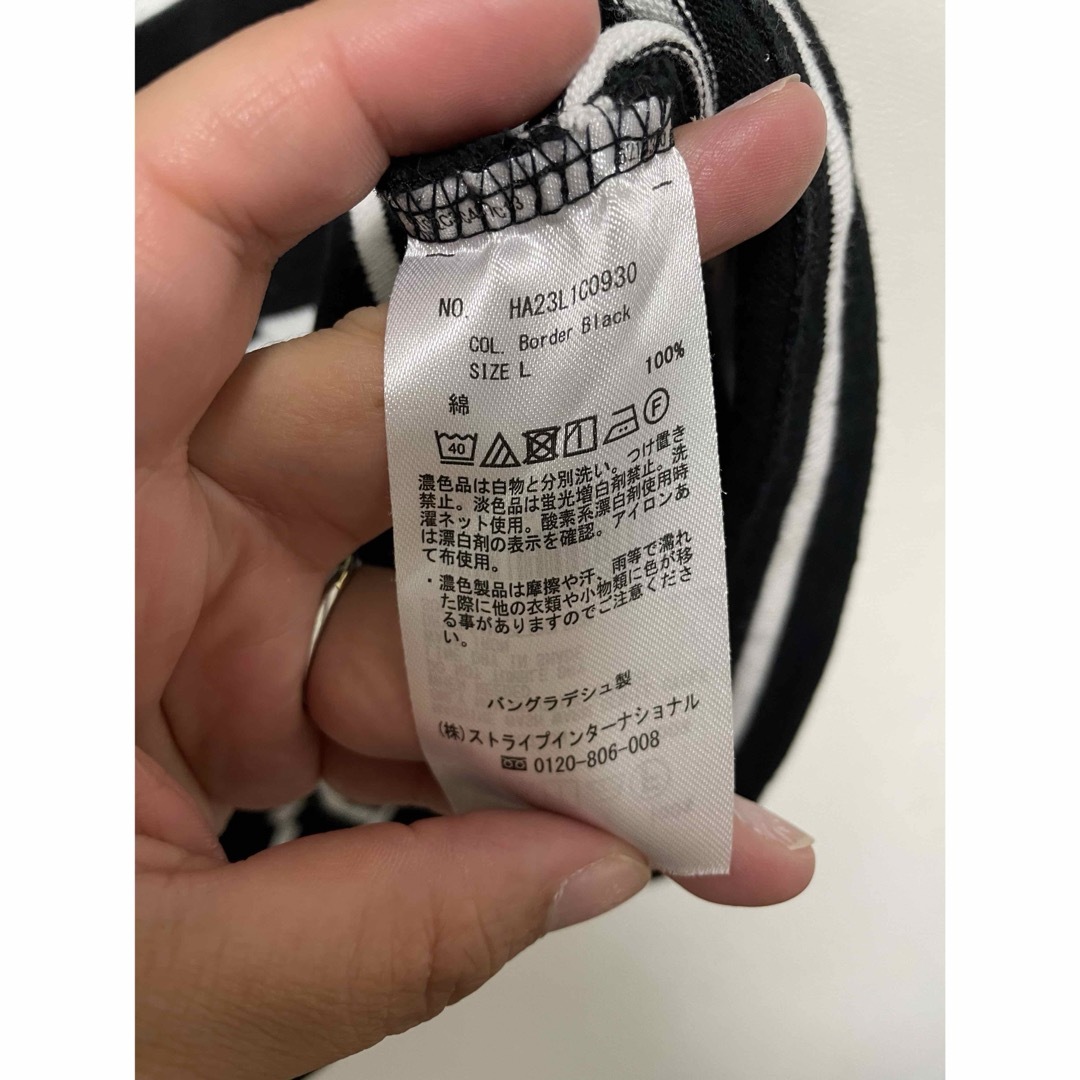 NO. HA23L1C0930
COL. Border Black
SIZE L
綿 100%
40 F
濃色品は白物と分別洗い。つけ置き
禁止。淡色品は蛍光増白剤禁止。洗
濯ネット使用。酸素系漂白剤使用時
は漂白剤の表示を確認。アイロンあ
て布使用。
・濃色製品は摩擦や汗、雨等で濡れ
た際に他の衣類や小物類に色が移
る事がありますのでご注意くださ
い。
バングラデシュ製
(株)ストライプインターナショナル
0120-806-008